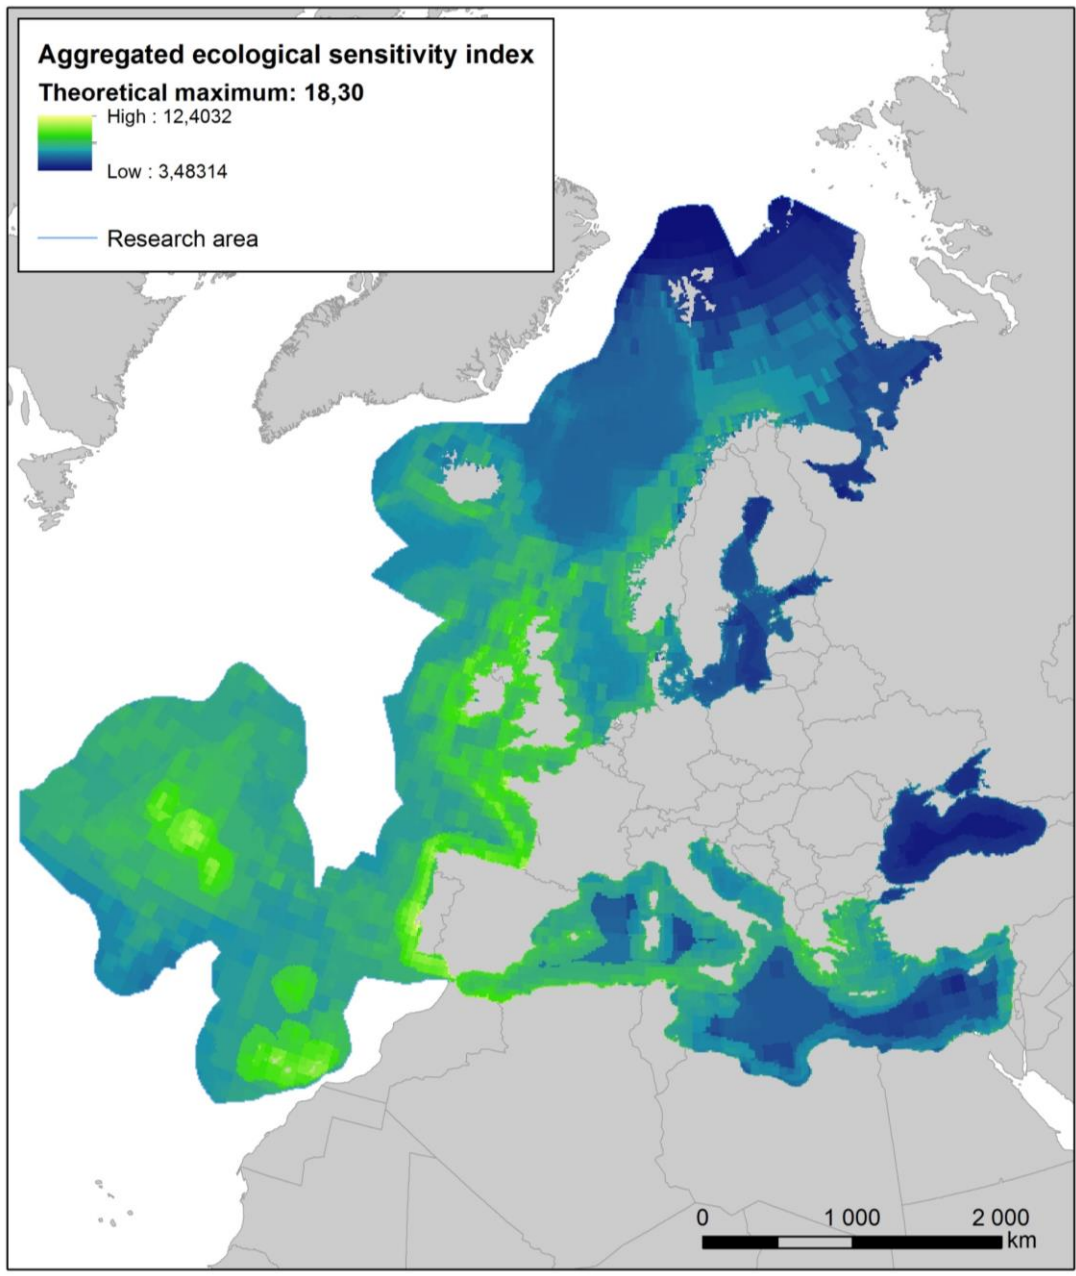 Aggregated ecological sensitivity index
Theoretical maximum: 18,30
High : 12,4032
Low : 3,48314
Research area
0 1 000 2 000
km